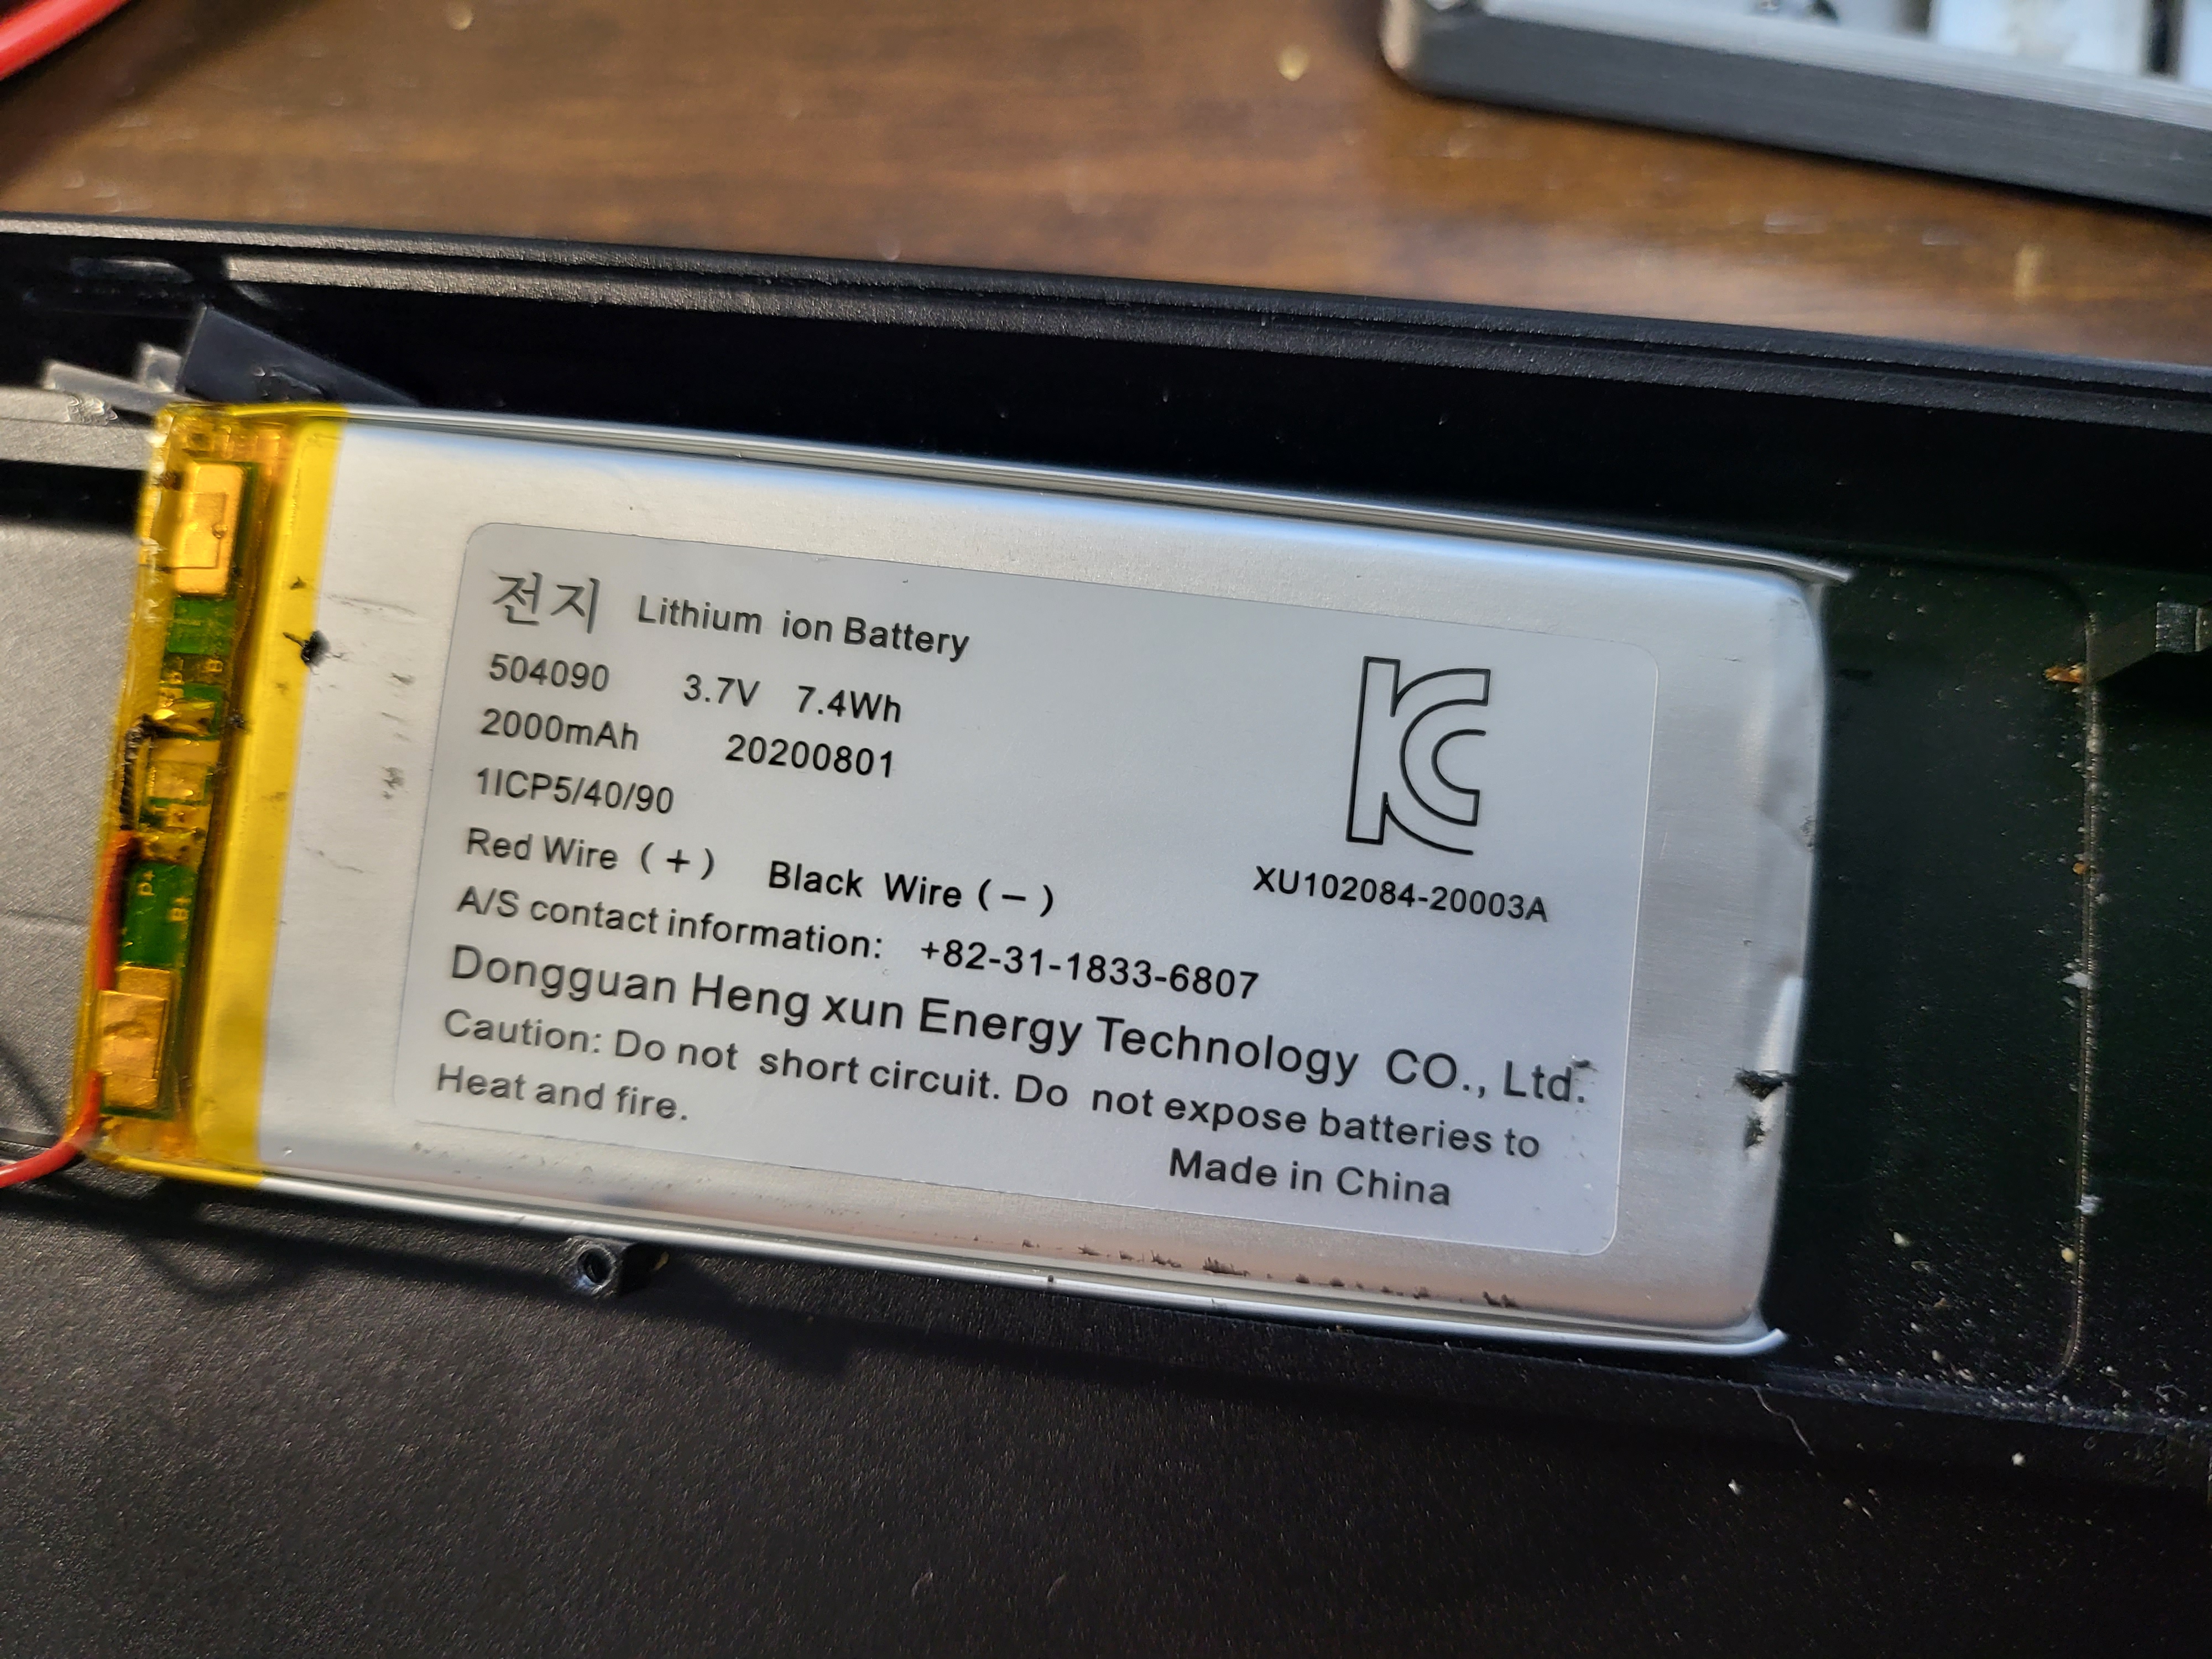 전지 Lithium ion Battery
504090 3.7V 7.4Wh
2000mAh 20200801
1ICP5/40/90
Red Wire (+) Black Wire (-)
A/S contact information: +82-31-1833-6807
Dongguan Heng xun Energy Technology CO., Ltd.
Caution: Do not short circuit. Do not expose batteries to
Heat and fire.
Made in China
XU102084-20003A
P+
B+